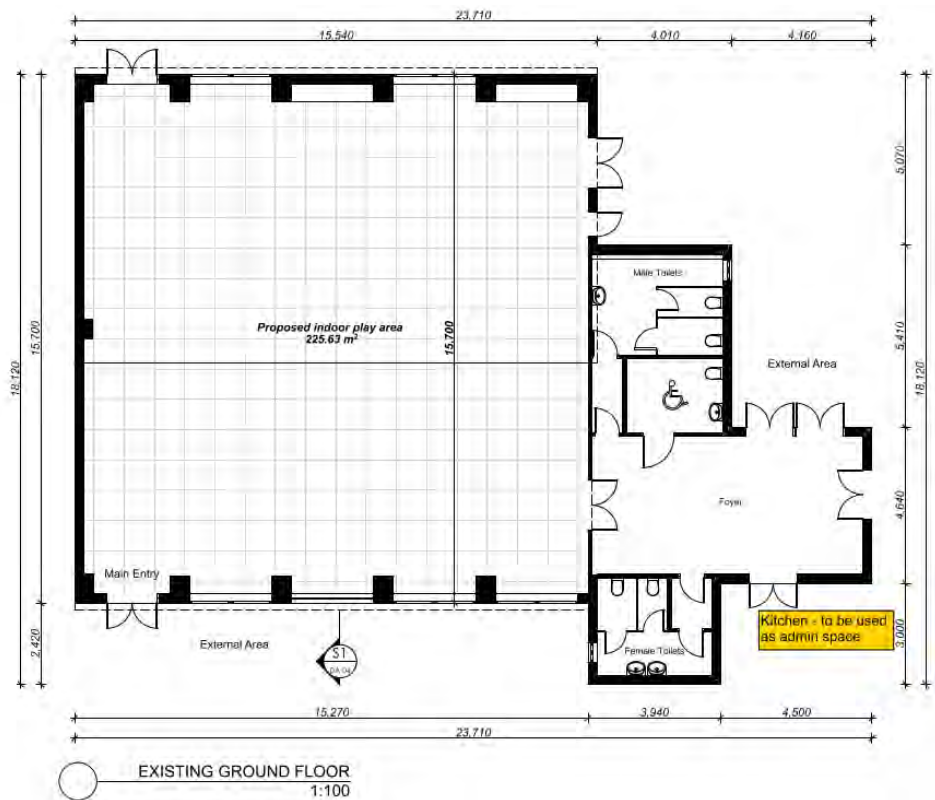 23,710
15,540
4,010
4,160
5,070
5,410
4,640
3,000
18,120
18,120
15,700
2,420
15,700
Male Toilets
Proposed indoor play area
225.63 m²
External Area
Foyer
Main Entry
External Area
S1
DA 04
Female Toilets
Kitchen - to be used
as admin space
15,270
3,940
4,500
23,710
EXISTING GROUND FLOOR
1:100